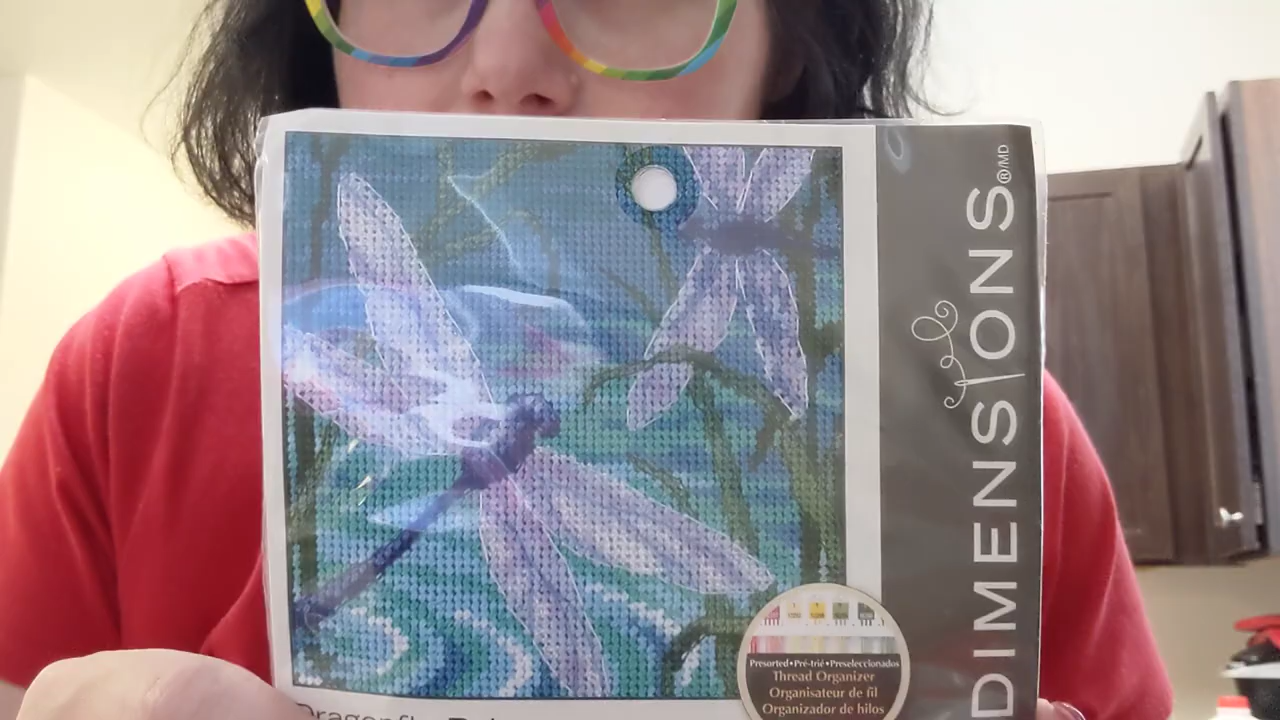 DIMENSIONS®/MD
Presorted•Pré-trié•Preseleccionados
Thread Organizer
Organisateur de fil
Organizador de hilos